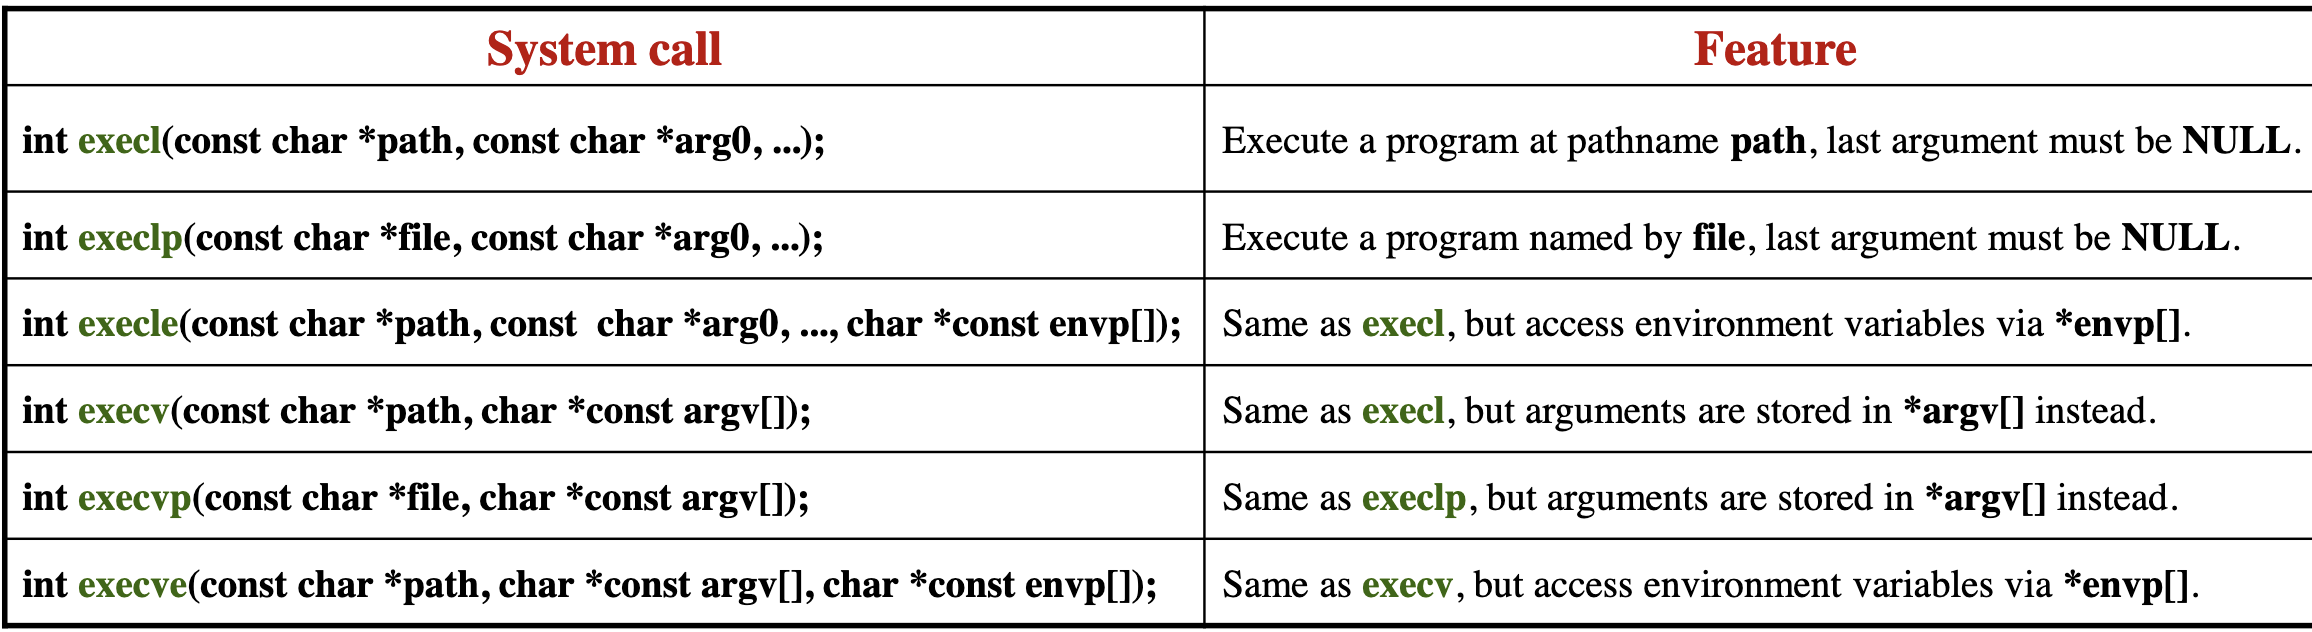 System call Feature
int execl(const char *path, const char *arg0, ...); Execute a program at pathname path, last argument must be NULL.
int execlp(const char *file, const char *arg0, ...); Execute a program named by file, last argument must be NULL.
int execle(const char *path, const  char *arg0, ..., char *const envp[]); Same as execl, but access environment variables via *envp[].
int execv(const char *path, char *const argv[]); Same as execl, but arguments are stored in *argv[] instead.
int execvp(const char *file, char *const argv[]); Same as execlp, but arguments are stored in *argv[] instead.
int execve(const char *path, char *const argv[], char *const envp[]); Same as execv, but access environment variables via *envp[].